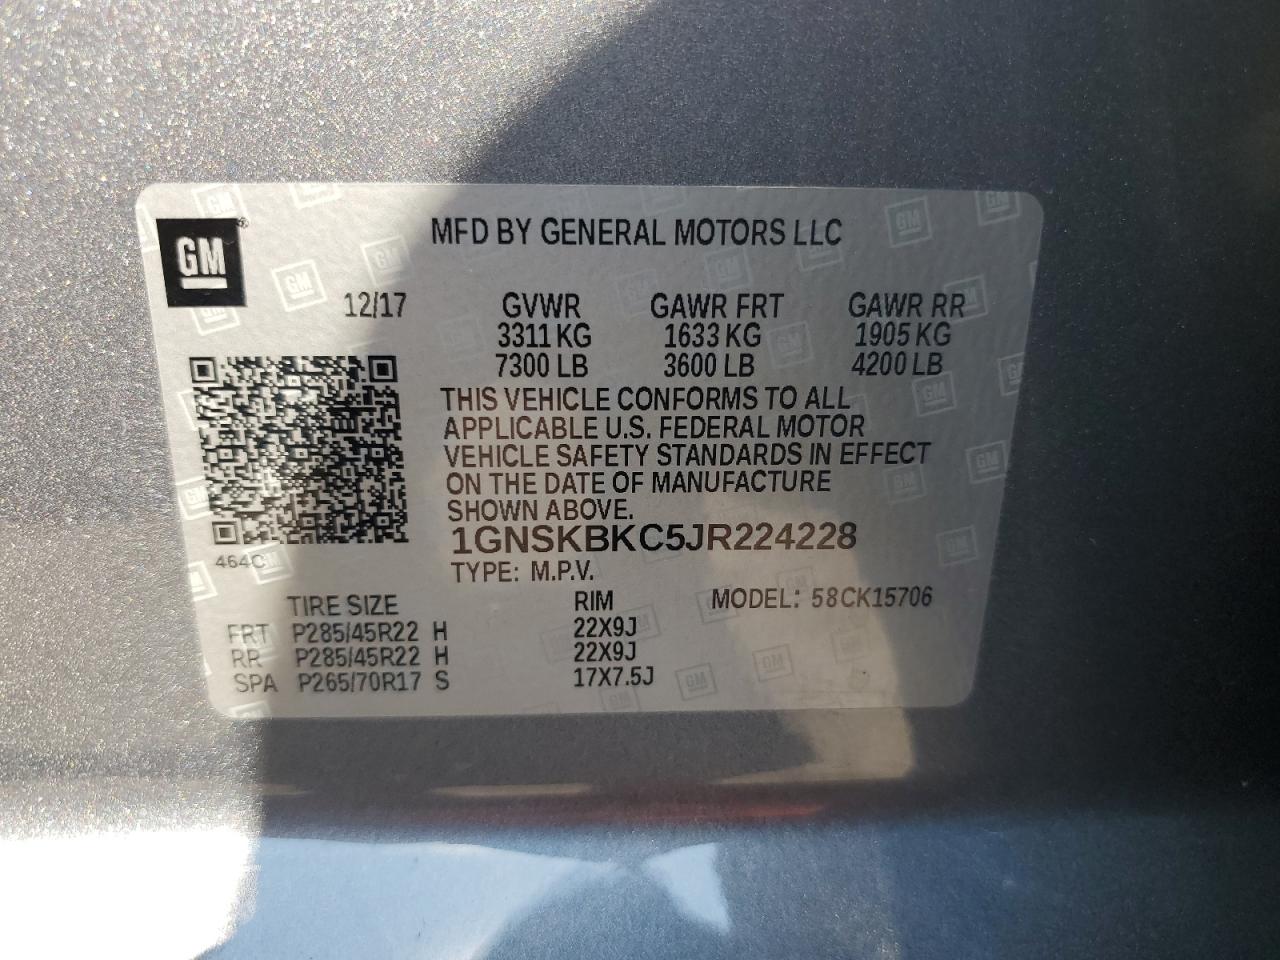 GM
MFD BY GENERAL MOTORS LLC
12/17 GVWR GAWR FRT GAWR RR
3311 KG 1633 KG 1905 KG
7300 LB 3600 LB 4200 LB
THIS VEHICLE CONFORMS TO ALL
APPLICABLE U.S. FEDERAL MOTOR
VEHICLE SAFETY STANDARDS IN EFFECT
ON THE DATE OF MANUFACTURE
SHOWN ABOVE.
1GNSKBKC5JR224228
464C
TYPE: M.P.V.
TIRE SIZE RIM MODEL: 58CK15706
FRT P285/45R22 H 22X9J
RR P285/45R22 H 22X9J
SPA P265/70R17 S 17X7.5J